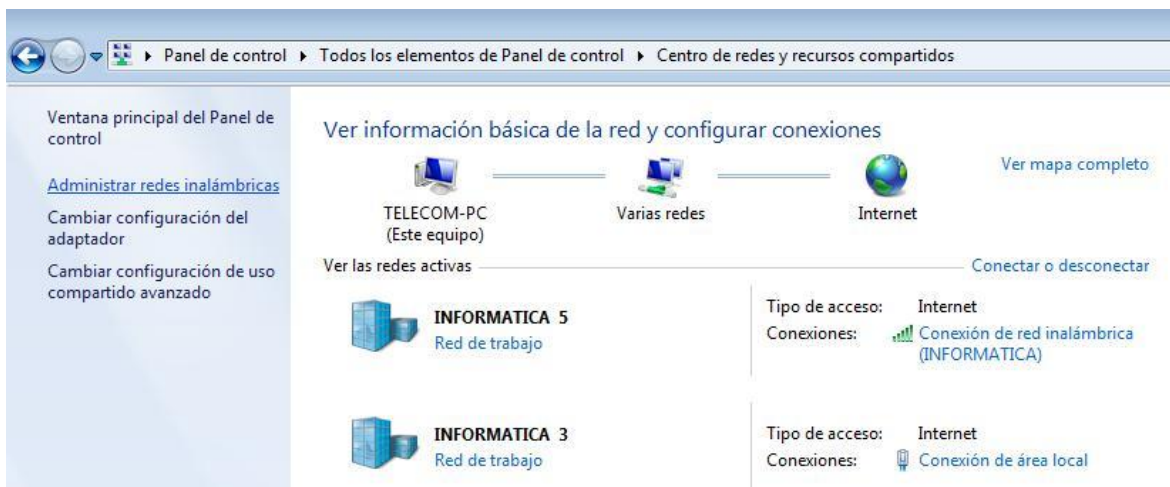 Panel de control ▸ Todos los elementos de Panel de control ▸ Centro de redes y recursos compartidos
Ventana principal del Panel de
control
Administrar redes inalámbricas
Cambiar configuración del
adaptador
Cambiar configuración de uso
compartido avanzado
Ver información básica de la red y configurar conexiones
Ver mapa completo
TELECOM-PC
(Este equipo)
Varias redes
Internet
Ver las redes activas
Conectar o desconectar
INFORMATICA 5
Red de trabajo
Tipo de acceso: Internet
Conexiones: Conexión de red inalámbrica
(INFORMATICA)
INFORMATICA 3
Red de trabajo
Tipo de acceso: Internet
Conexiones: Conexión de área local